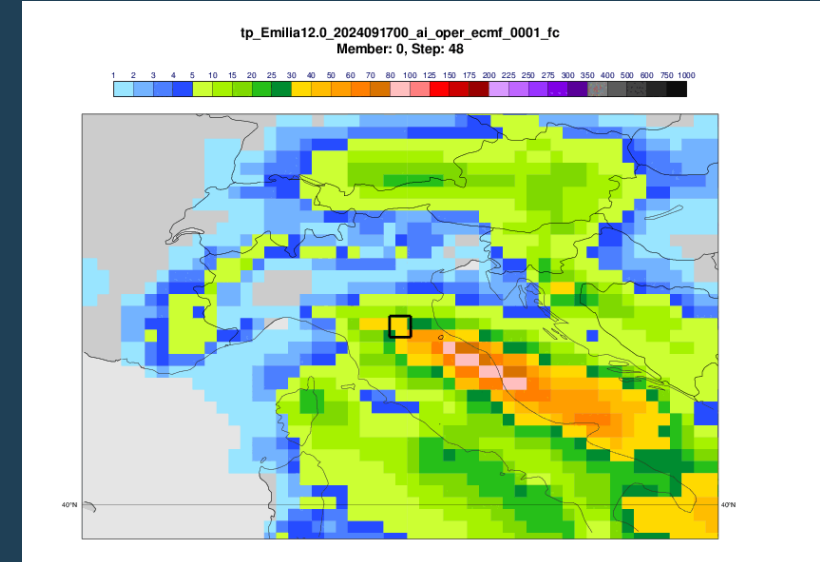 tp_Emilia12.0_2024091700_ai_oper_ecmf_0001_fc
Member: 0, Step: 48
1 2 3 4 5 10 15 20 25 30 40 50 60 70 80 100 125 150 175 200 225 250 275 300 350 400 500 600 750 1000
40°N 40°N